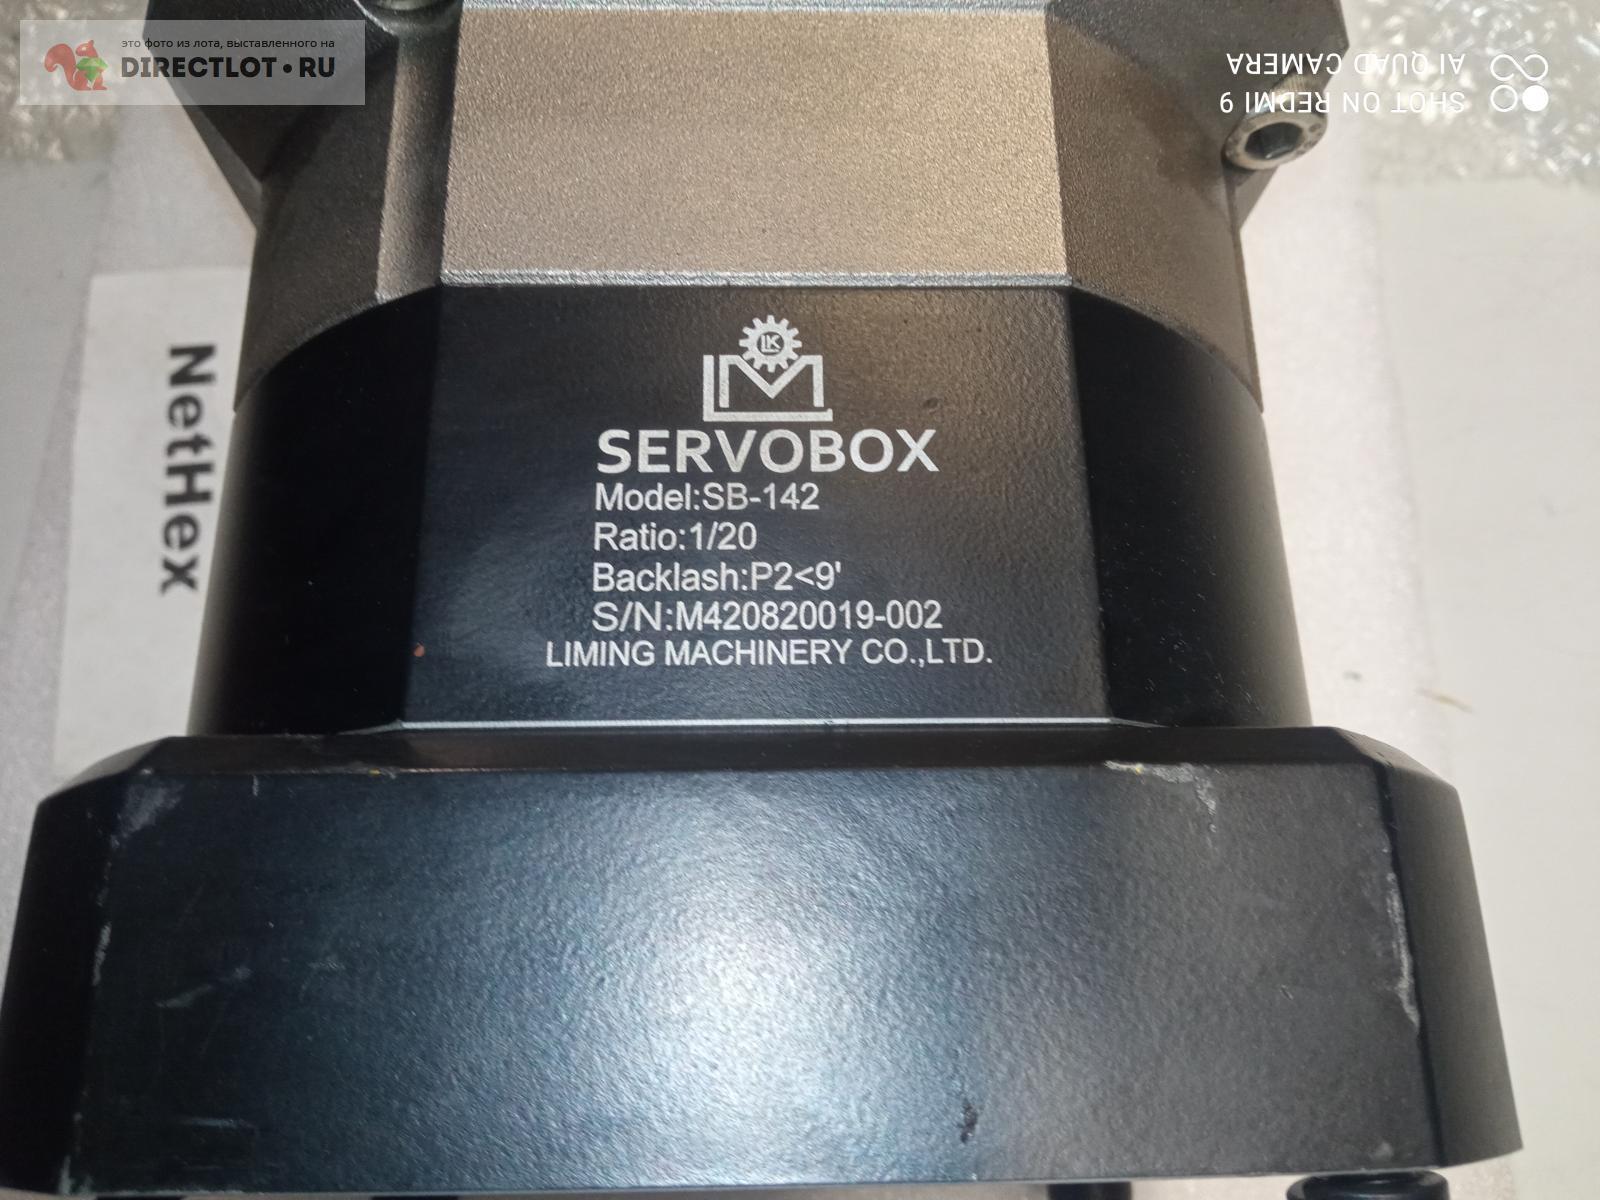 это фото из лота, выставленного на
DIRECTLOT•RU
SHOT ON REDMI 9
AI QUAD CAMERA
NetHex
LK
LM
SERVOBOX
Model:SB-142
Ratio:1/20
Backlash:P2<9'
S/N:M420820019-002
LIMING MACHINERY CO.,LTD.